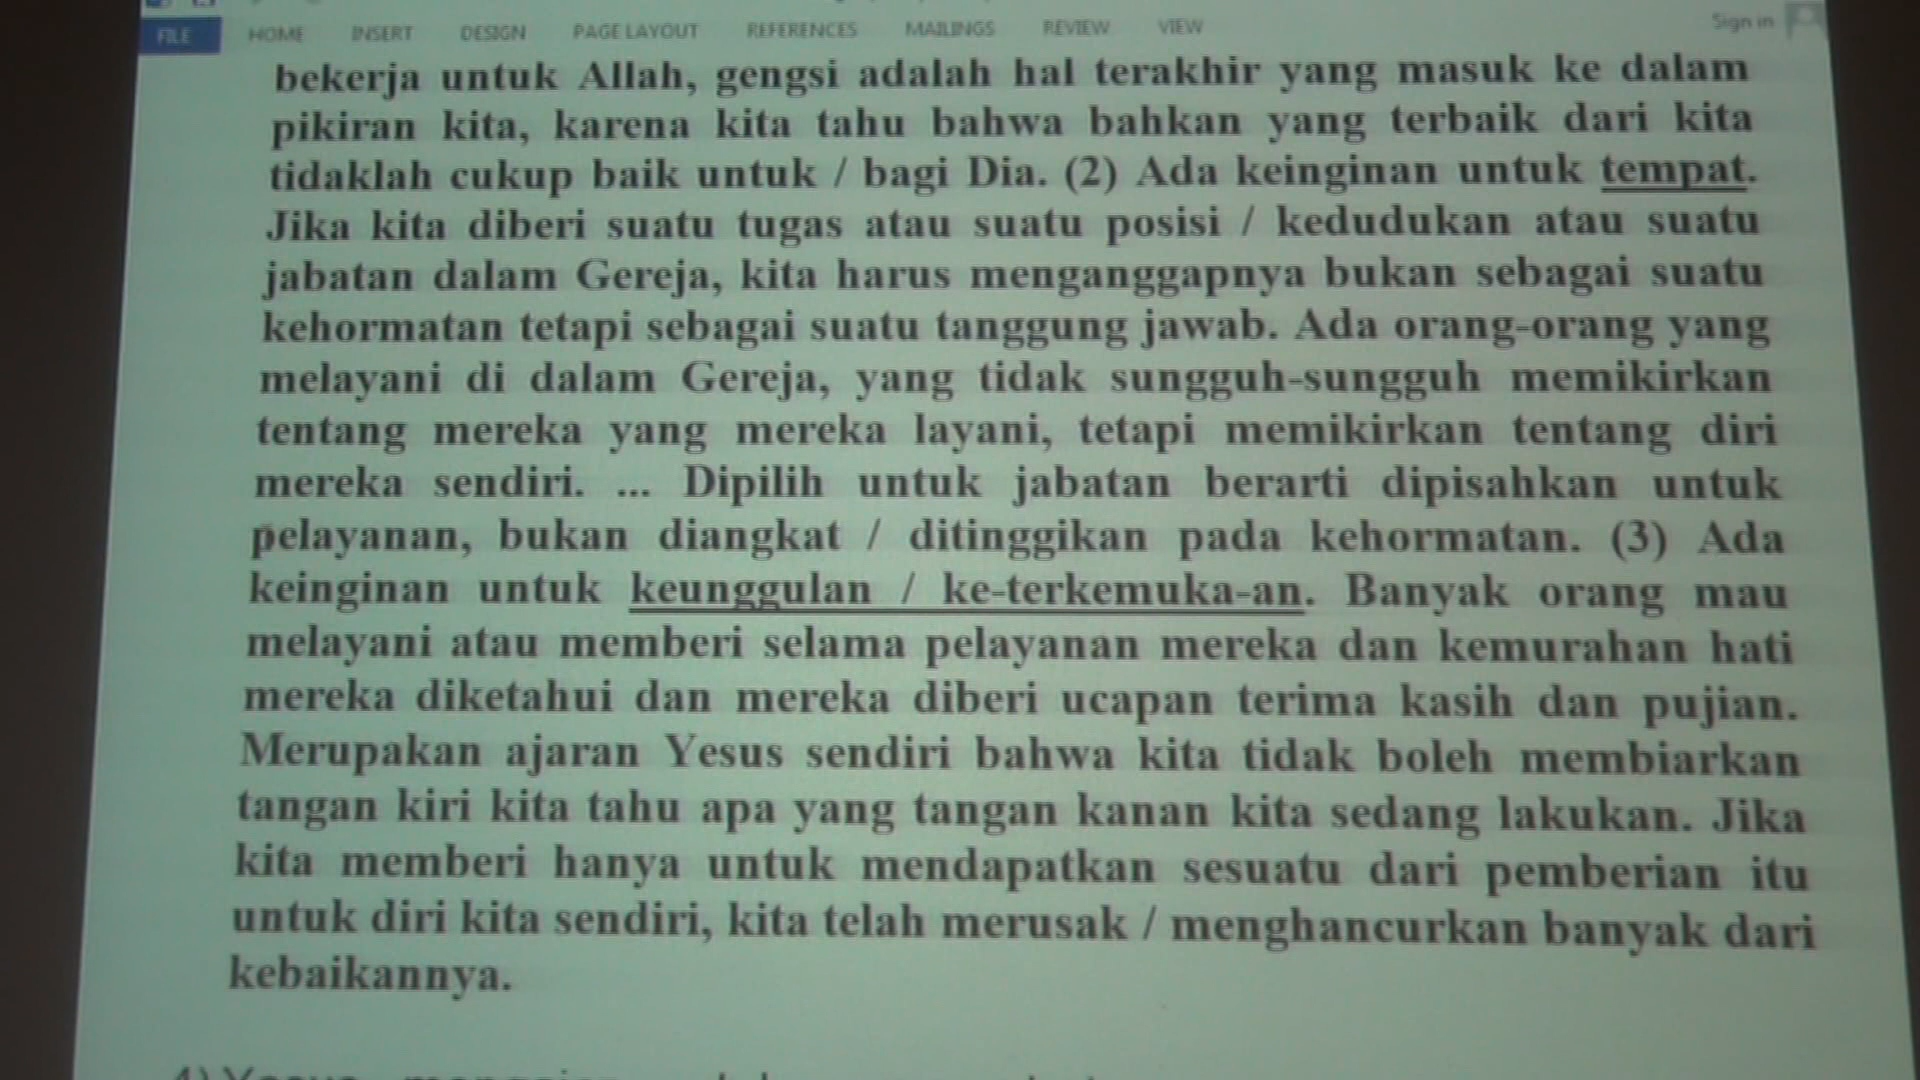 FILE HOME INSERT DESIGN PAGE LAYOUT REFERENCES MAILINGS REVIEW VIEW Sign in
bekerja untuk Allah, gengsi adalah hal terakhir yang masuk ke dalam
pikiran kita, karena kita tahu bahwa bahkan yang terbaik dari kita
tidaklah cukup baik untuk / bagi Dia. (2) Ada keinginan untuk tempat.
Jika kita diberi suatu tugas atau suatu posisi / kedudukan atau suatu
jabatan dalam Gereja, kita harus menganggapnya bukan sebagai suatu
kehormatan tetapi sebagai suatu tanggung jawab. Ada orang-orang yang
melayani di dalam Gereja, yang tidak sungguh-sungguh memikirkan
tentang mereka yang mereka layani, tetapi memikirkan tentang diri
mereka sendiri. ... Dipilih untuk jabatan berarti dipisahkan untuk
pelayanan, bukan diangkat / ditinggikan pada kehormatan. (3) Ada
keinginan untuk keunggulan / ke-terkemuka-an. Banyak orang mau
melayani atau memberi selama pelayanan mereka dan kemurahan hati
mereka diketahui dan mereka diberi ucapan terima kasih dan pujian.
Merupakan ajaran Yesus sendiri bahwa kita tidak boleh membiarkan
tangan kiri kita tahu apa yang tangan kanan kita sedang lakukan. Jika
kita memberi hanya untuk mendapatkan sesuatu dari pemberian itu
untuk diri kita sendiri, kita telah merusak / menghancurkan banyak dari
kebaikannya.